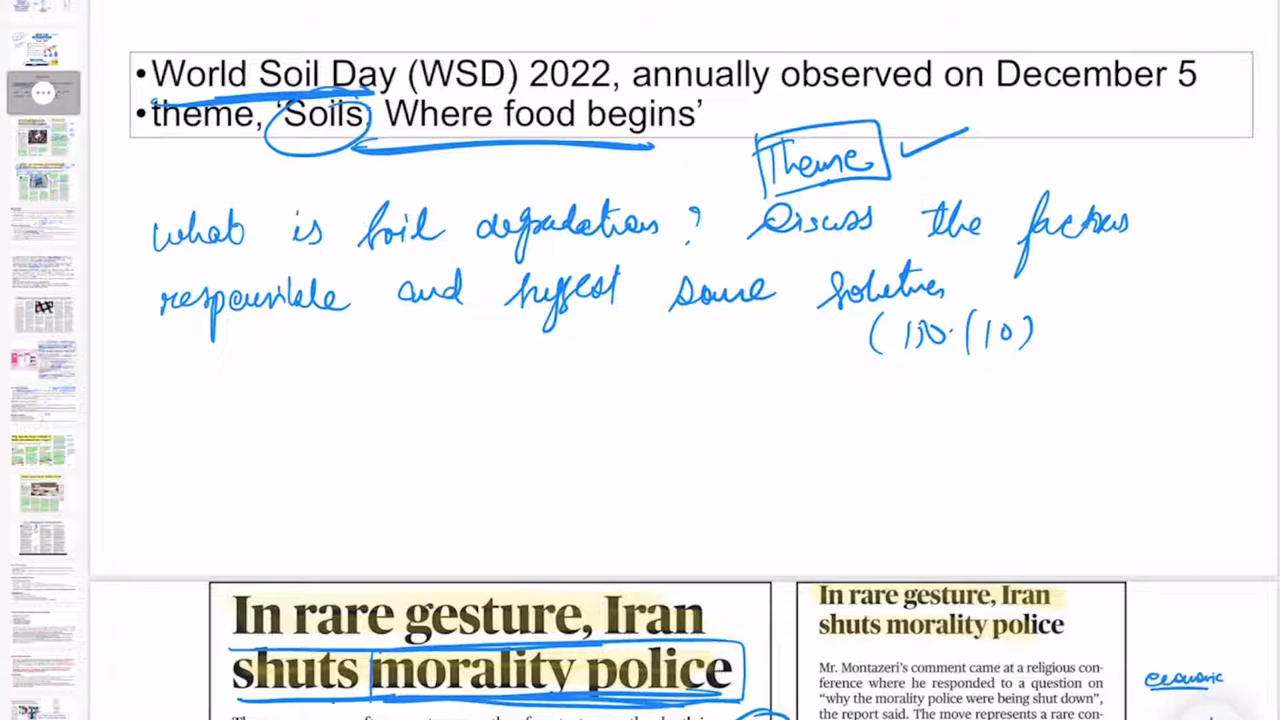 •World Soil Day (WSD) 2022, annually observed on December 5
•theme, ‘Soils, Where food begins’
Theme
what is soil degradation? Discuss the factors
responsible and suggest some solutions
(150 (10)
In rare gesture, Iran
shuts morality police
In rare gesture, Iran
shuts morality police
Mr. Montazeri's comment came at a religious con-
ference where he responded to a question on
“why the morality police were being shut down”,
the report said. The move represents a rare con-
economic